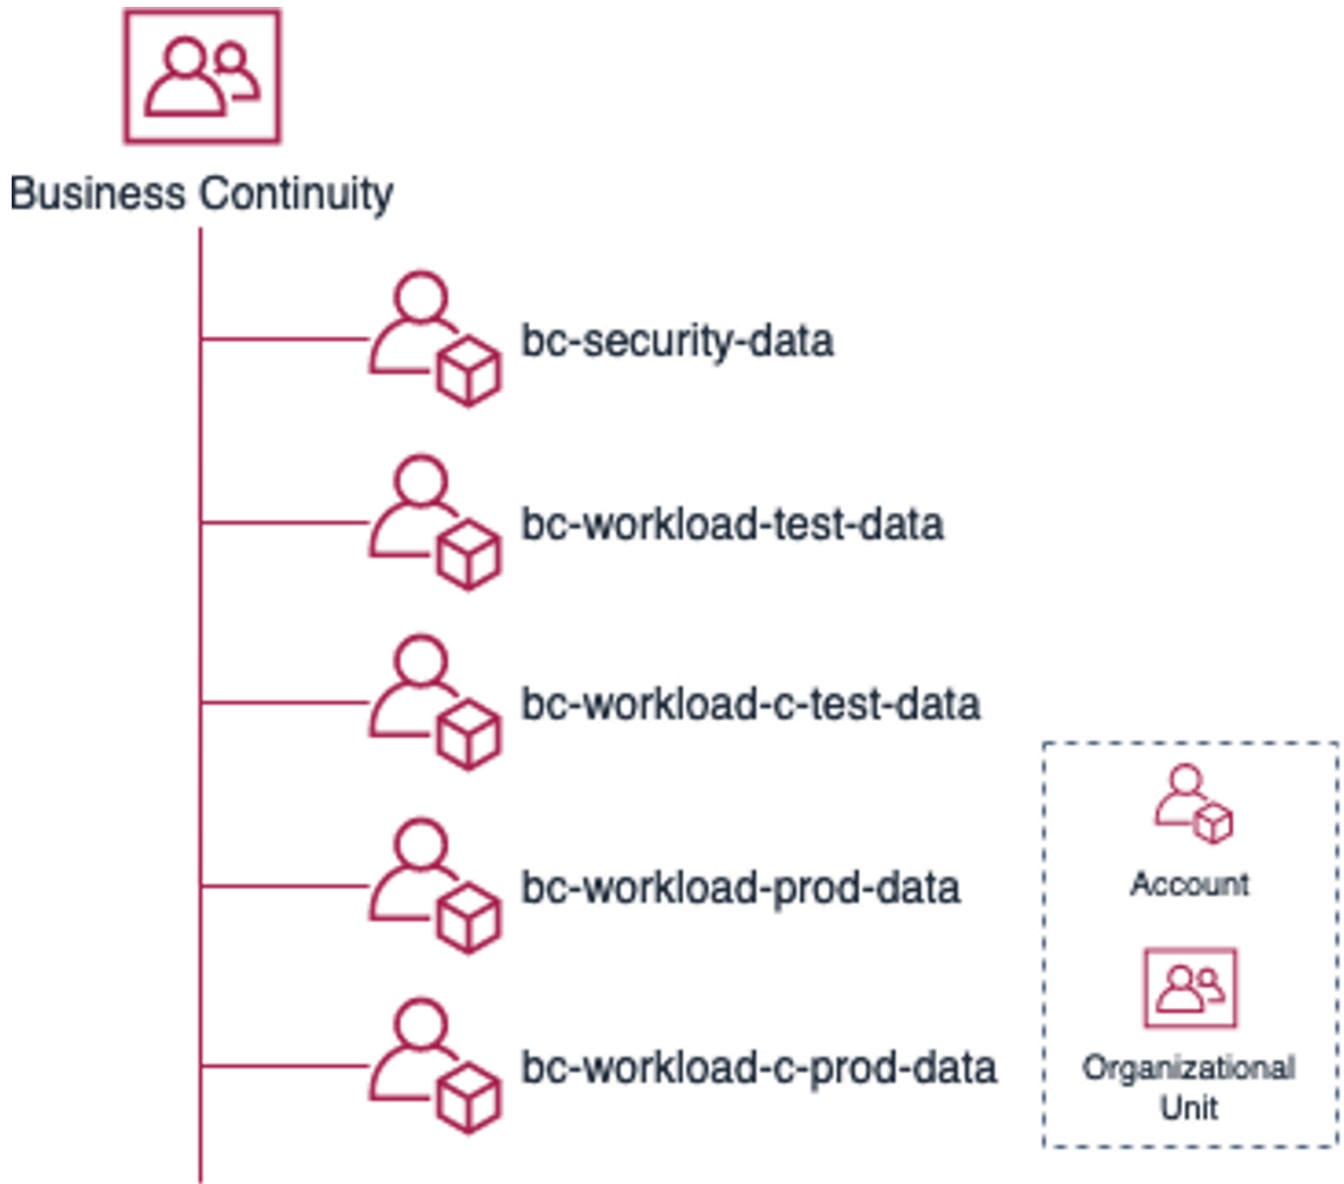 Business Continuity
bc-security-data
bc-workload-test-data
bc-workload-c-test-data
bc-workload-prod-data
bc-workload-c-prod-data
Account
Organizational
Unit